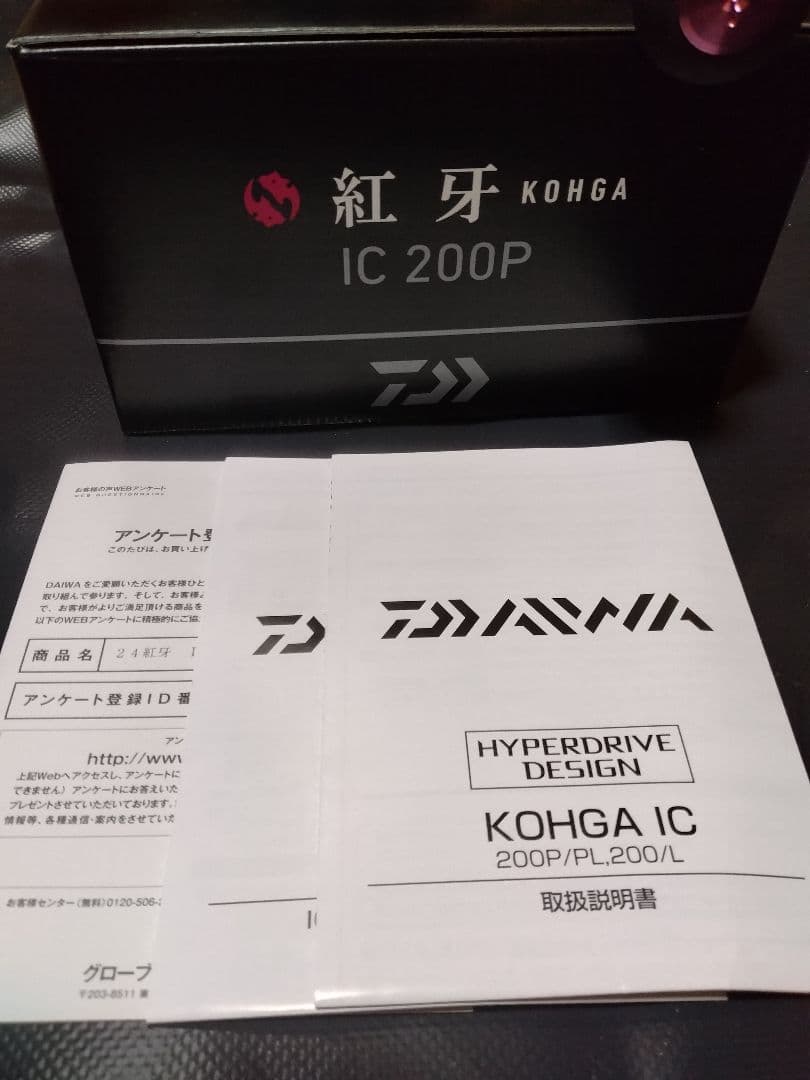 紅牙 KOHGA
IC 200P
お客様の声WEBアンケート
WEB QUESTIONNAIRE
アンケート
このたびは、お買い上げ
DAIWAをご愛願いただくお客様ひと
取り組んで参ります。そして、お客様
で、お客様がよりご満足頂ける商品を
以下のWEBアンケートに積極的にご協
商品名 24紅牙 I
アンケート登録ID番
アン
http://www
上記Webへアクセスし、アンケートに
できません）アンケートにお答えいた
プレゼントさせていただいております。
情報等、各種通信・案内をさせていた
お客様センター（無料）0120-506-
グローブ
〒203-8511 東
I
DAIWA
HYPERDRIVE
DESIGN
KOHGA IC
200P/PL,200/L
取扱説明書